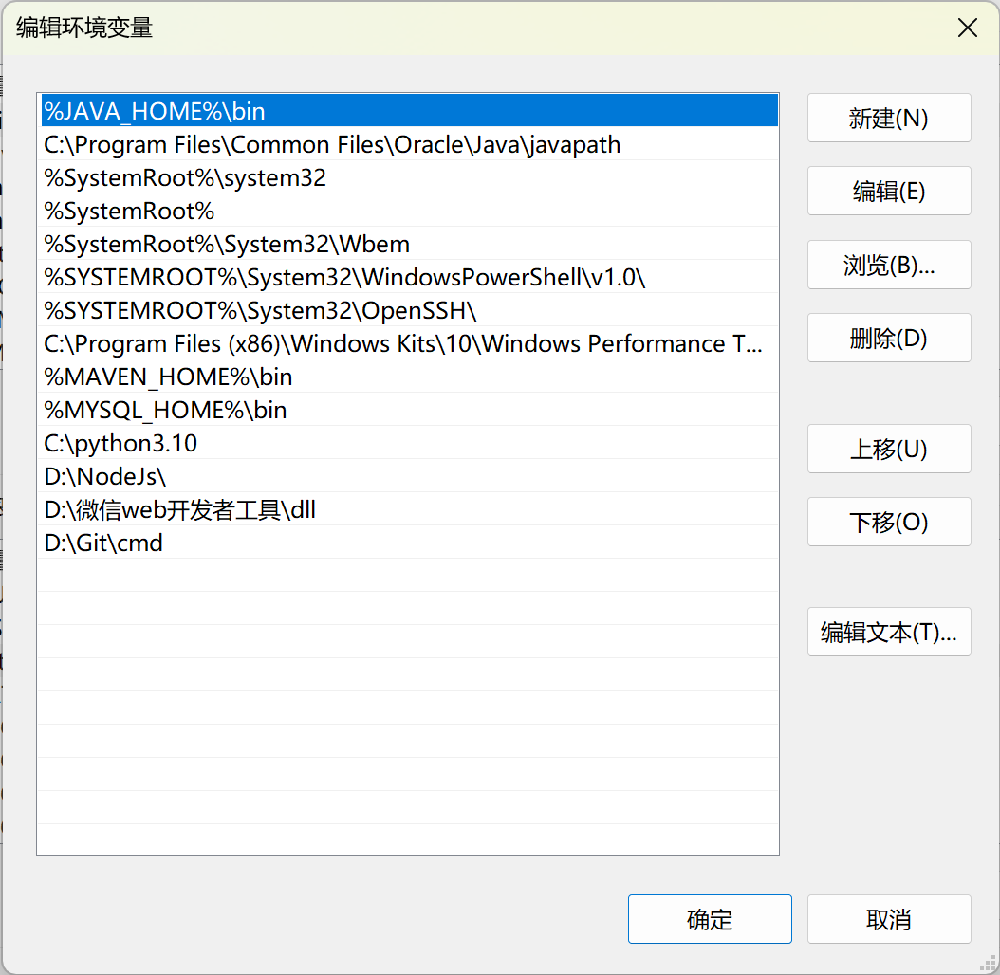 编辑环境变量
%JAVA_HOME%\bin
C:\Program Files\Common Files\Oracle\Java\javapath
%SystemRoot%\system32
%SystemRoot%
%SystemRoot%\System32\Wbem
%SYSTEMROOT%\System32\WindowsPowerShell\v1.0\
%SYSTEMROOT%\System32\OpenSSH\
C:\Program Files (x86)\Windows Kits\10\Windows Performance T...
%MAVEN_HOME%\bin
%MYSQL_HOME%\bin
C:\python3.10
D:\NodeJs\
D:\微信web开发者工具\dll
D:\Git\cmd
新建(N)
编辑(E)
浏览(B)...
删除(D)
上移(U)
下移(O)
编辑文本(T)...
确定
取消